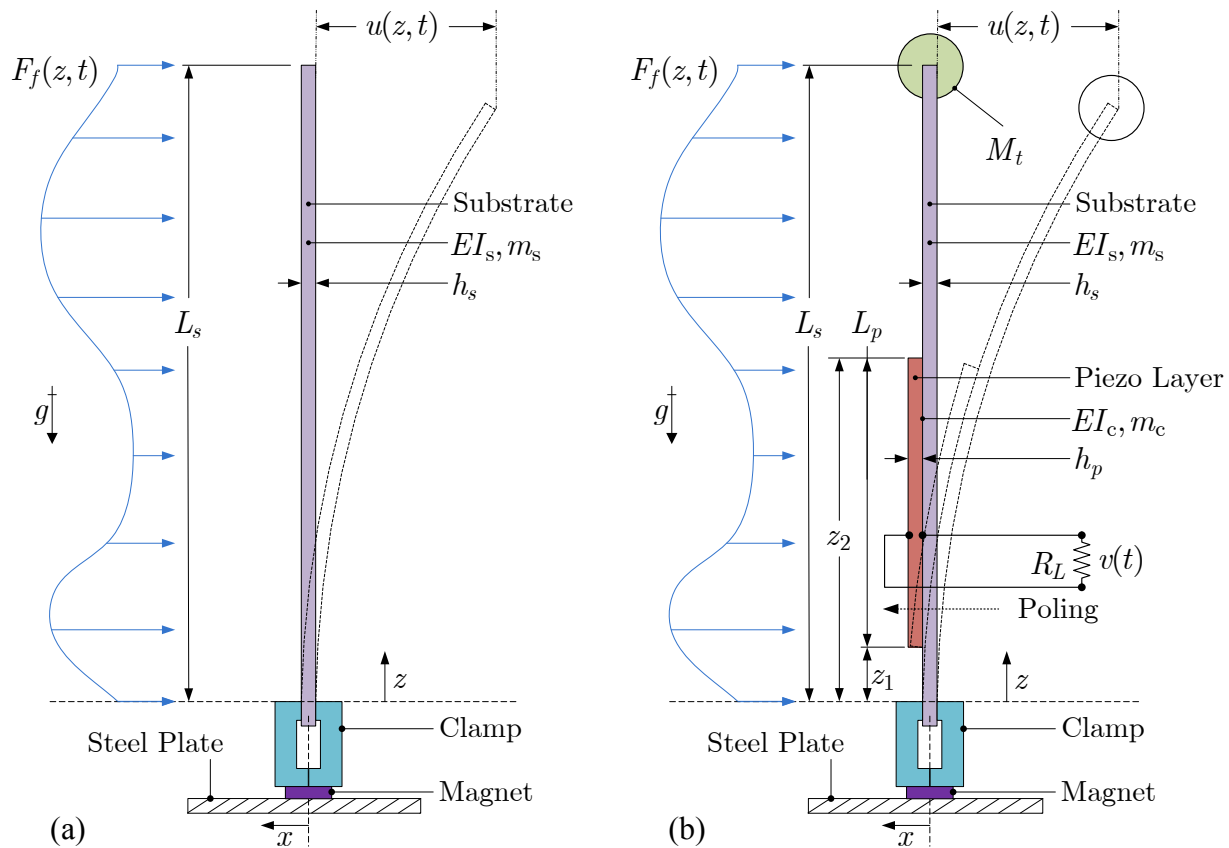 u(z, t)
F_f(z, t)
Substrate
EI_s, m_s
h_s
L_s
g
z
Clamp
Steel Plate
Magnet
x
(a)
u(z, t)
F_f(z, t)
M_t
Substrate
EI_s, m_s
h_s
L_s
L_p
Piezo Layer
g
EI_c, m_c
h_p
z_2
R_L
v(t)
Poling
z_1
z
Clamp
Steel Plate
Magnet
x
(b)